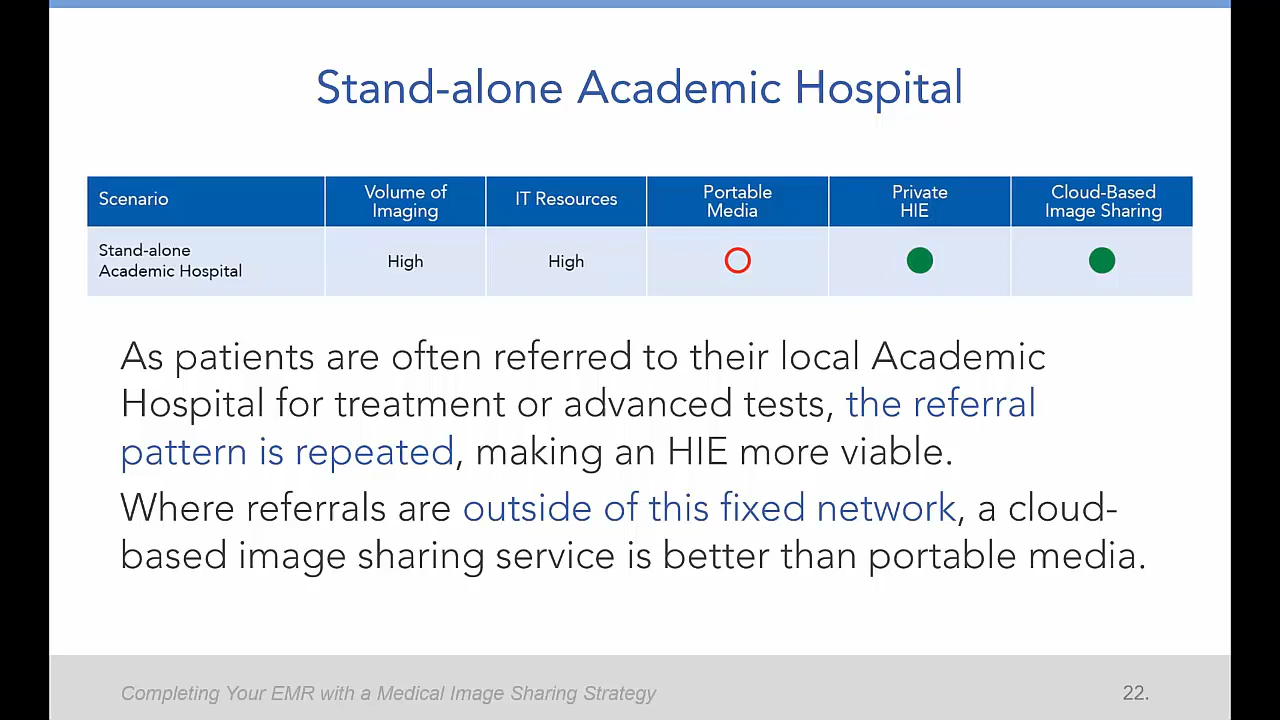 Stand-alone Academic Hospital
Scenario
Volume of
Imaging
IT Resources
Portable
Media
Private
HIE
Cloud-Based
Image Sharing
Stand-alone
Academic Hospital
High
High
As patients are often referred to their local Academic
Hospital for treatment or advanced tests, the referral
pattern is repeated, making an HIE more viable.
Where referrals are outside of this fixed network, a cloud-
based image sharing service is better than portable media.
Completing Your EMR with a Medical Image Sharing Strategy
22.